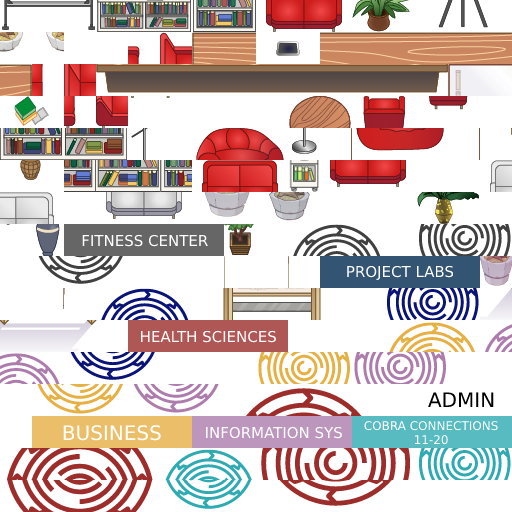 FITNESS CENTER
PROJECT LABS
HEALTH SCIENCES
ADMIN
BUSINESS
INFORMATION SYS
COBRA CONNECTIONS
11-20